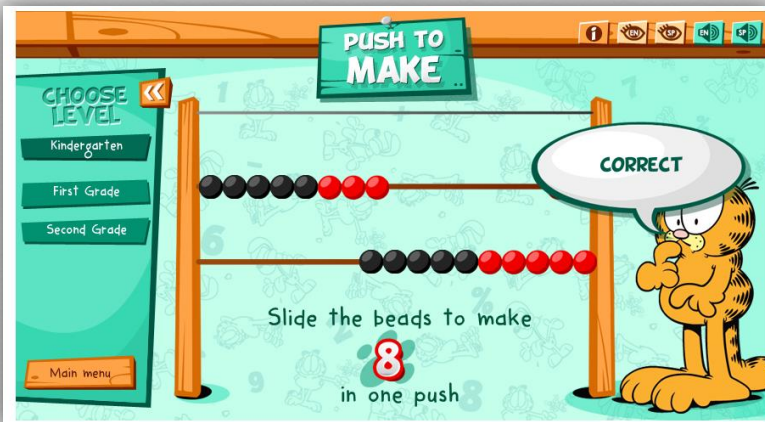 PUSH TO
MAKE
i
EN
SP
EN
SP
CHOOSE
LEVEL
Kindergarten
First Grade
Second Grade
Main menu
CORRECT
Slide the beads to make
8
in one push